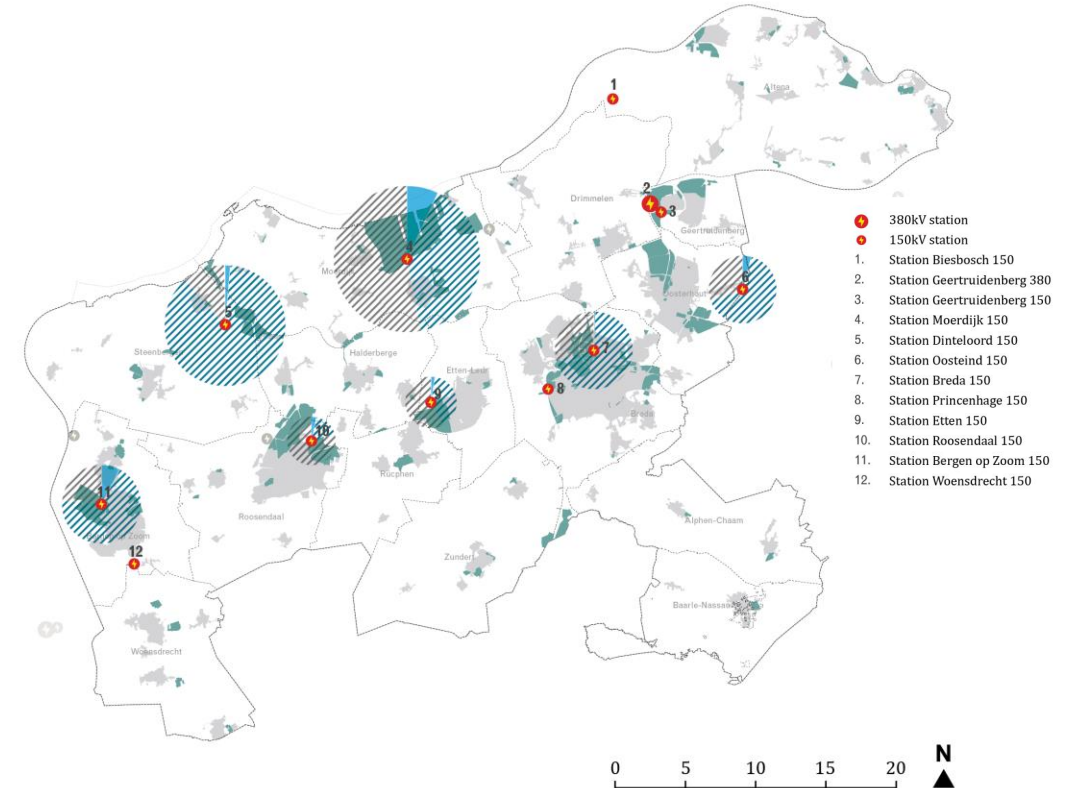 1
Altena
2
Drimmelen
3
Geertruidenberg
4
Moerdijk
6
Oosterhout
5
Steenbergen
7
Halderberge
Etten-Leur
8
9
Breda
10
Rucphen
11
Roosendaal
Alphen-Chaam
12
Zundert
Baarle-Nassau
Woensdrecht
380kV station
150kV station
1. Station Biesbosch 150
2. Station Geertruidenberg 380
3. Station Geertruidenberg 150
4. Station Moerdijk 150
5. Station Dinteloord 150
6. Station Oosteind 150
7. Station Breda 150
8. Station Princenhage 150
9. Station Etten 150
10. Station Roosendaal 150
11. Station Bergen op Zoom 150
12. Station Woensdrecht 150
N
0 5 10 15 20